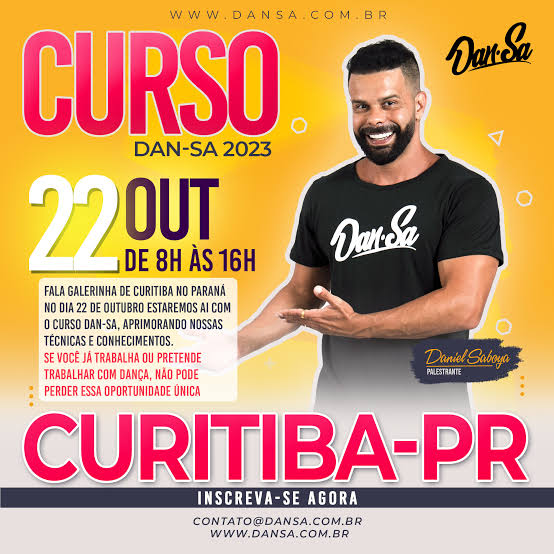 WWW.DANSA.COM.BR
CURSO
Dan-Sa
DAN-SA 2023
22 OUT
DE 8H ÀS 16H
Dan-Sa
FALA GALERINHA DE CURITIBA NO PARANÁ
NO DIA 22 DE OUTUBRO ESTAREMOS AI COM
O CURSO DAN-SA, APRIMORANDO NOSSAS
TÉCNICAS E CONHECIMENTOS.
SE VOCÊ JÁ TRABALHA OU PRETENDE
TRABALHAR COM DANÇA, NÃO PODE
PERDER ESSA OPORTUNIDADE ÚNICA
Daniel Saboya
PALESTRANTE
CURITIBA-PR
INSCREVA-SE AGORA
CONTATO@DANSA.COM.BR
WWW.DANSA.COM.BR